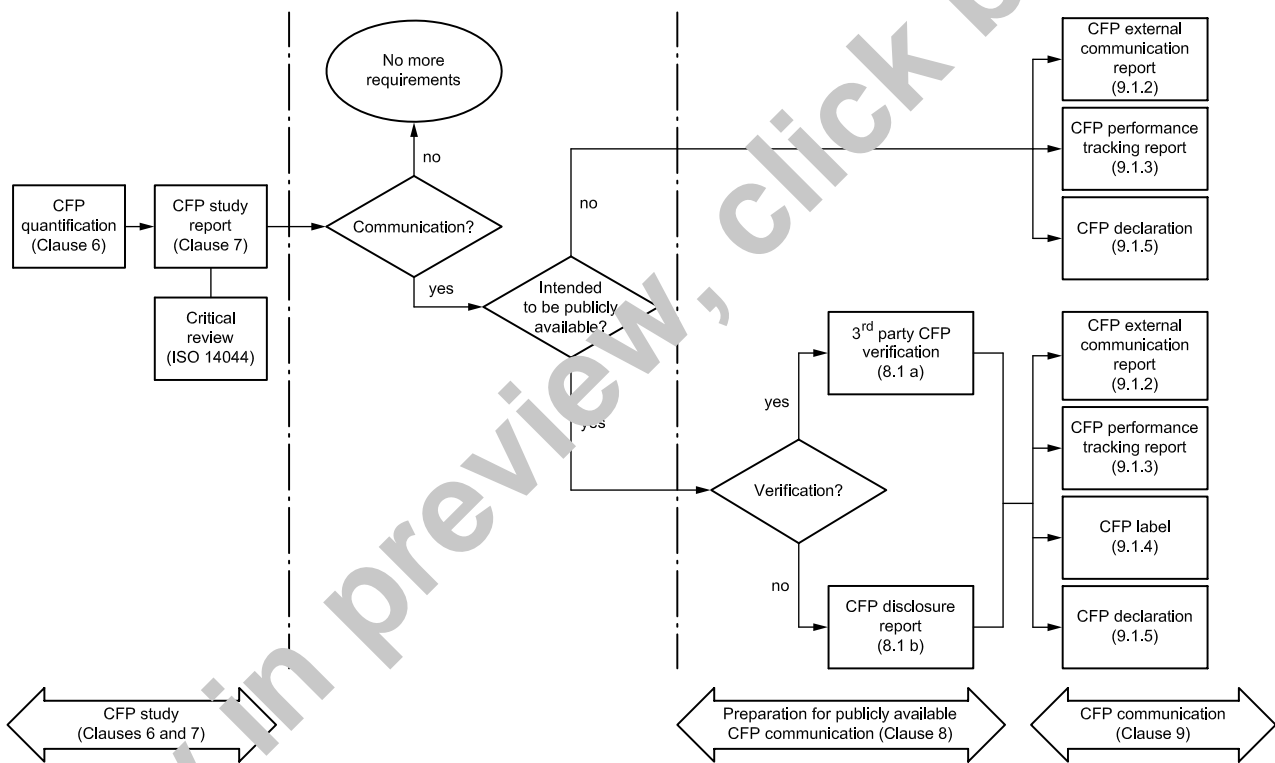 No more
requirements
no
CFP
quantification
(Clause 6)
CFP study
report
(Clause 7)
Critical
review
(ISO 14044)
Communication?
yes
Intended
to be publicly
available?
no
yes
CFP external
communication
report
(9.1.2)
CFP performance
tracking report
(9.1.3)
CFP declaration
(9.1.5)
Verification?
yes
3rd party CFP
verification
(8.1 a)
no
CFP disclosure
report
(8.1 b)
CFP external
communication
report
(9.1.2)
CFP performance
tracking report
(9.1.3)
CFP label
(9.1.4)
CFP declaration
(9.1.5)
CFP study
(Clauses 6 and 7)
Preparation for publicly available
CFP communication (Clause 8)
CFP communication
(Clause 9)
in preview, click